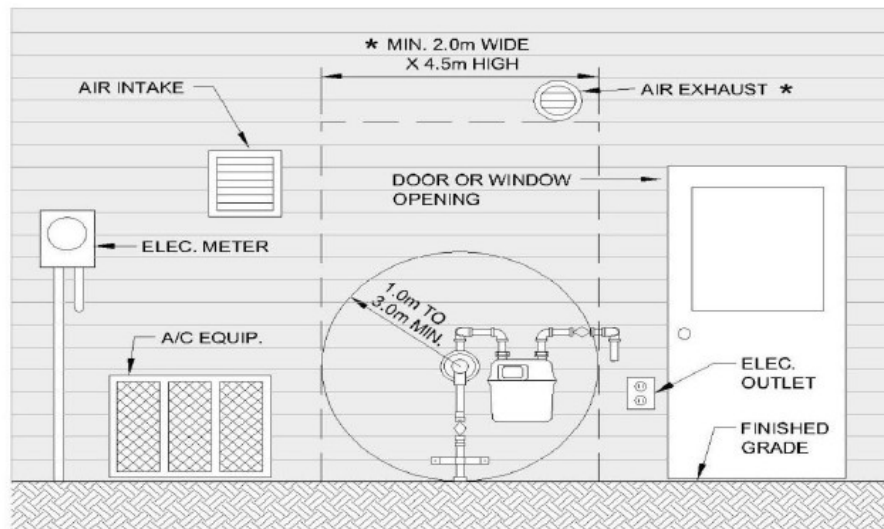 * MIN. 2.0m WIDE
X 4.5m HIGH
AIR INTAKE
AIR EXHAUST *
DOOR OR WINDOW
OPENING
ELEC. METER
1.0m TO
3.0m MIN.
A/C EQUIP.
ELEC.
OUTLET
FINISHED
GRADE